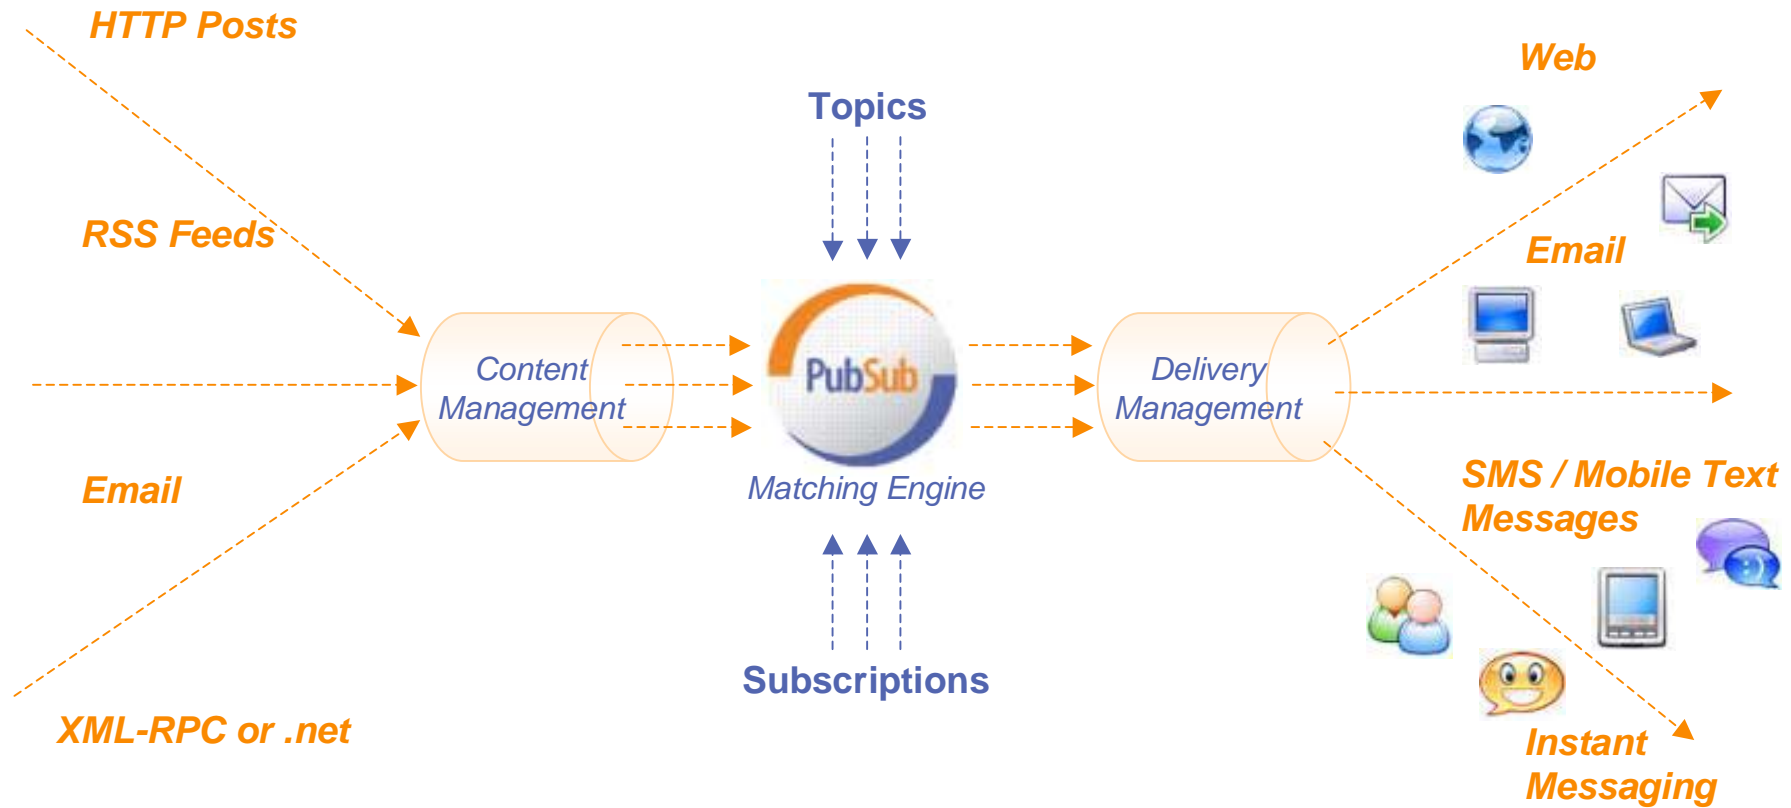 HTTP Posts
RSS Feeds
Email
XML-RPC or .net
Content
Management
Topics
PubSub
Matching Engine
Subscriptions
Delivery
Management
Web
Email
SMS / Mobile Text
Messages
:)
Instant
Messaging